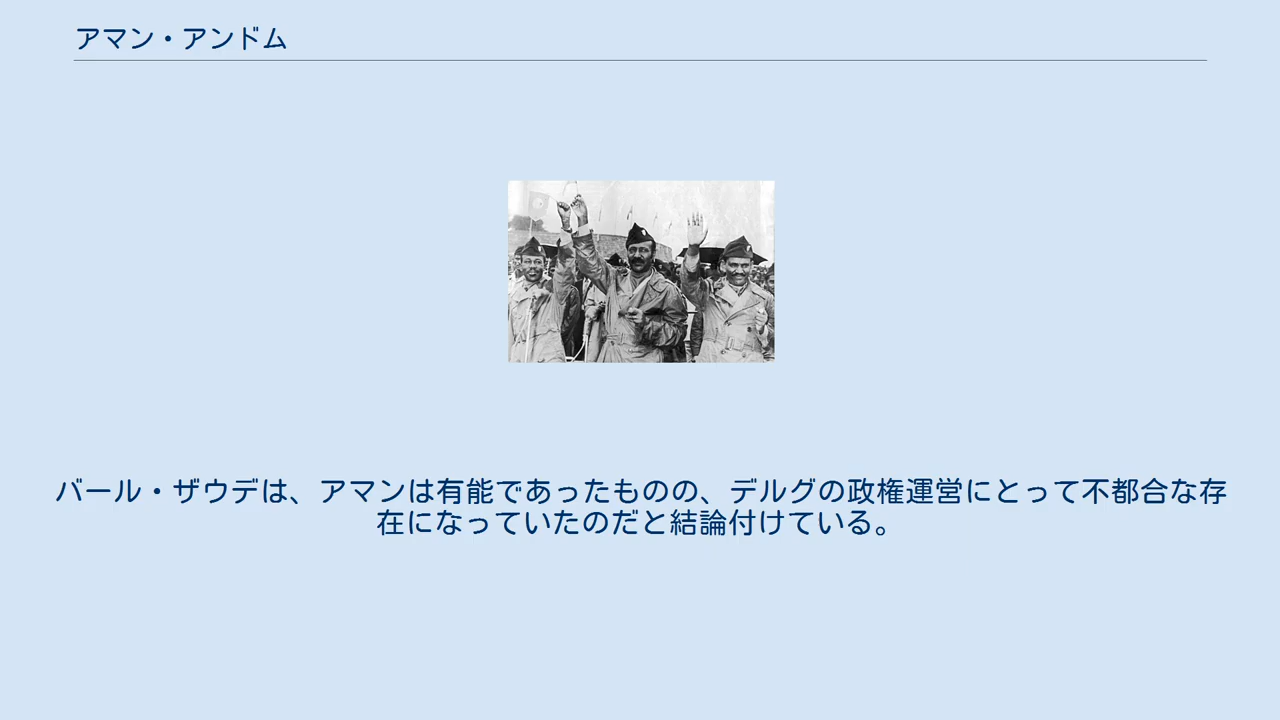 アマン・アンドム
バール・ザウデは、アマンは有能であったものの、デルグの政権運営にとって不都合な存
在になっていたのだと結論付けている。